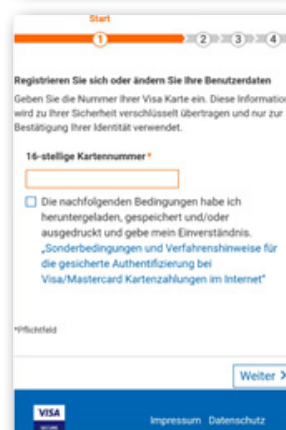 Start
1 2 3 4
Registrieren Sie sich oder ändern Sie Ihre Benutzerdaten
Geben Sie die Nummer Ihrer Visa Karte ein. Diese Information
wird zu Ihrer Sicherheit verschlüsselt übertragen und nur zur
Bestätigung Ihrer Identität verwendet.
16-stellige Kartennummer*
Die nachfolgenden Bedingungen habe ich
heruntergeladen, gespeichert und/oder
ausgedruckt und gebe mein Einverständnis.
„Sonderbedingungen und Verfahrenshinweise für
die gesicherte Authentifizierung bei
Visa/Mastercard Kartenzahlungen im Internet“
*Pflichtfeld
Weiter >
VISA
SECURE
Impressum Datenschutz